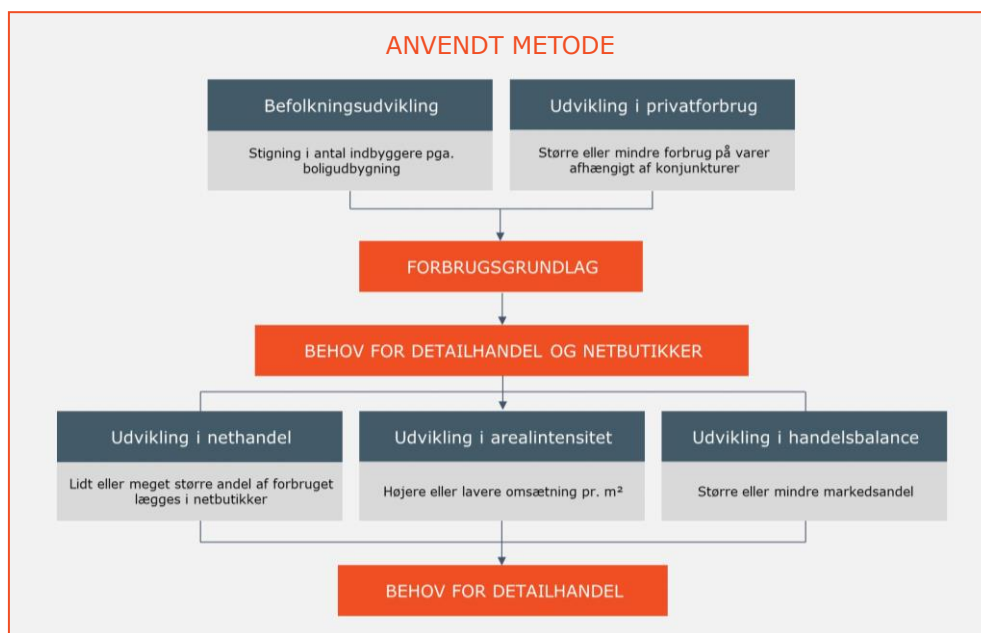 ANVENDT METODE
Befolkningsudvikling
Stigning i antal indbyggere pga.
boligudbygning
Udvikling i privatforbrug
Større eller mindre forbrug på varer
afhængigt af konjunkturer
FORBRUGSGRUNDLAG
BEHOV FOR DETAILHANDEL OG NETBUTIKKER
Udvikling i nethandel
Lidt eller meget større andel af forbruget
lægges i netbutikker
Udvikling i arealintensitet
Højere eller lavere omsætning pr. m²
Udvikling i handelsbalance
Større eller mindre markedsandel
BEHOV FOR DETAILHANDEL